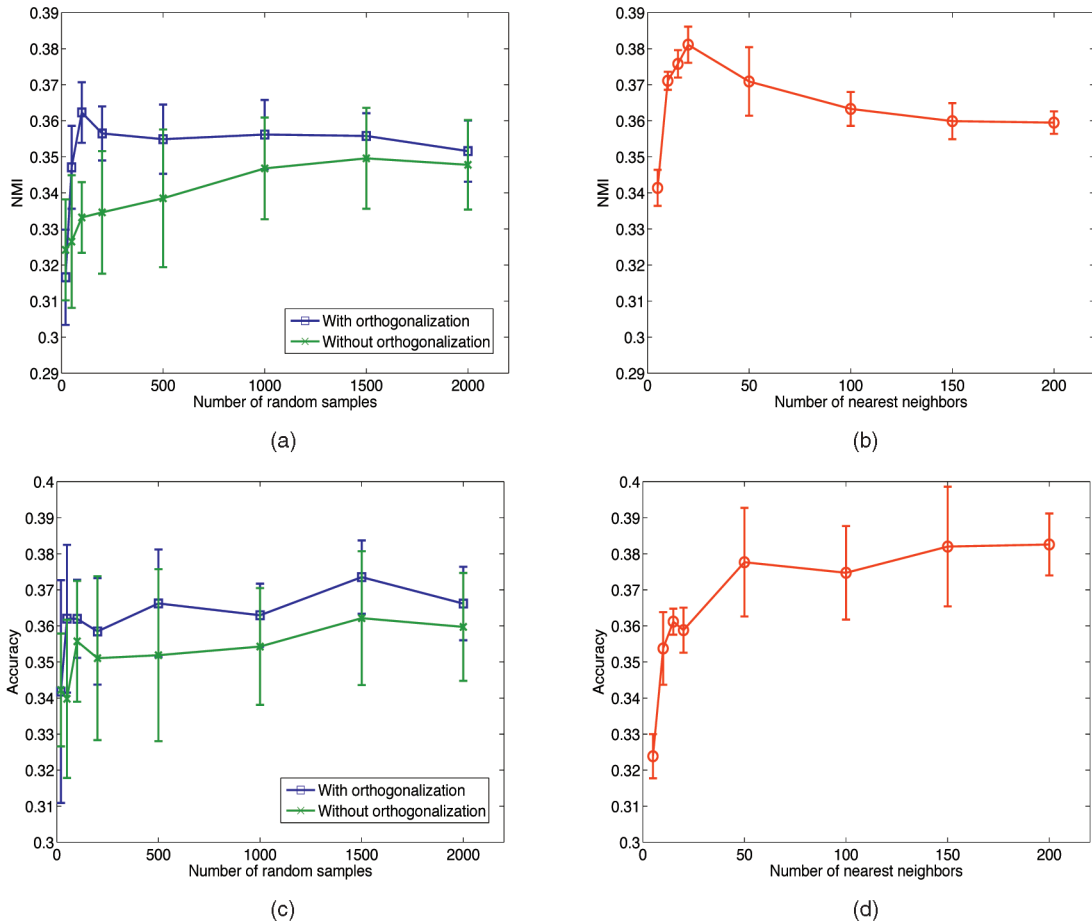 0.39
0.38
0.37
0.36
0.35
0.34
0.33
0.32
0.31
0.3
0.29
NMI
0 500 1000 1500 2000
Number of random samples
With orthogonalization
Without orthogonalization
(a)
0.39
0.38
0.37
0.36
0.35
0.34
0.33
0.32
0.31
0.3
0.29
NMI
0 50 100 150 200
Number of nearest neighbors
(b)
0.4
0.39
0.38
0.37
0.36
0.35
0.34
0.33
0.32
0.31
0.3
Accuracy
0 500 1000 1500 2000
Number of random samples
With orthogonalization
Without orthogonalization
(c)
0.4
0.39
0.38
0.37
0.36
0.35
0.34
0.33
0.32
0.31
0.3
Accuracy
0 50 100 150 200
Number of nearest neighbors
(d)